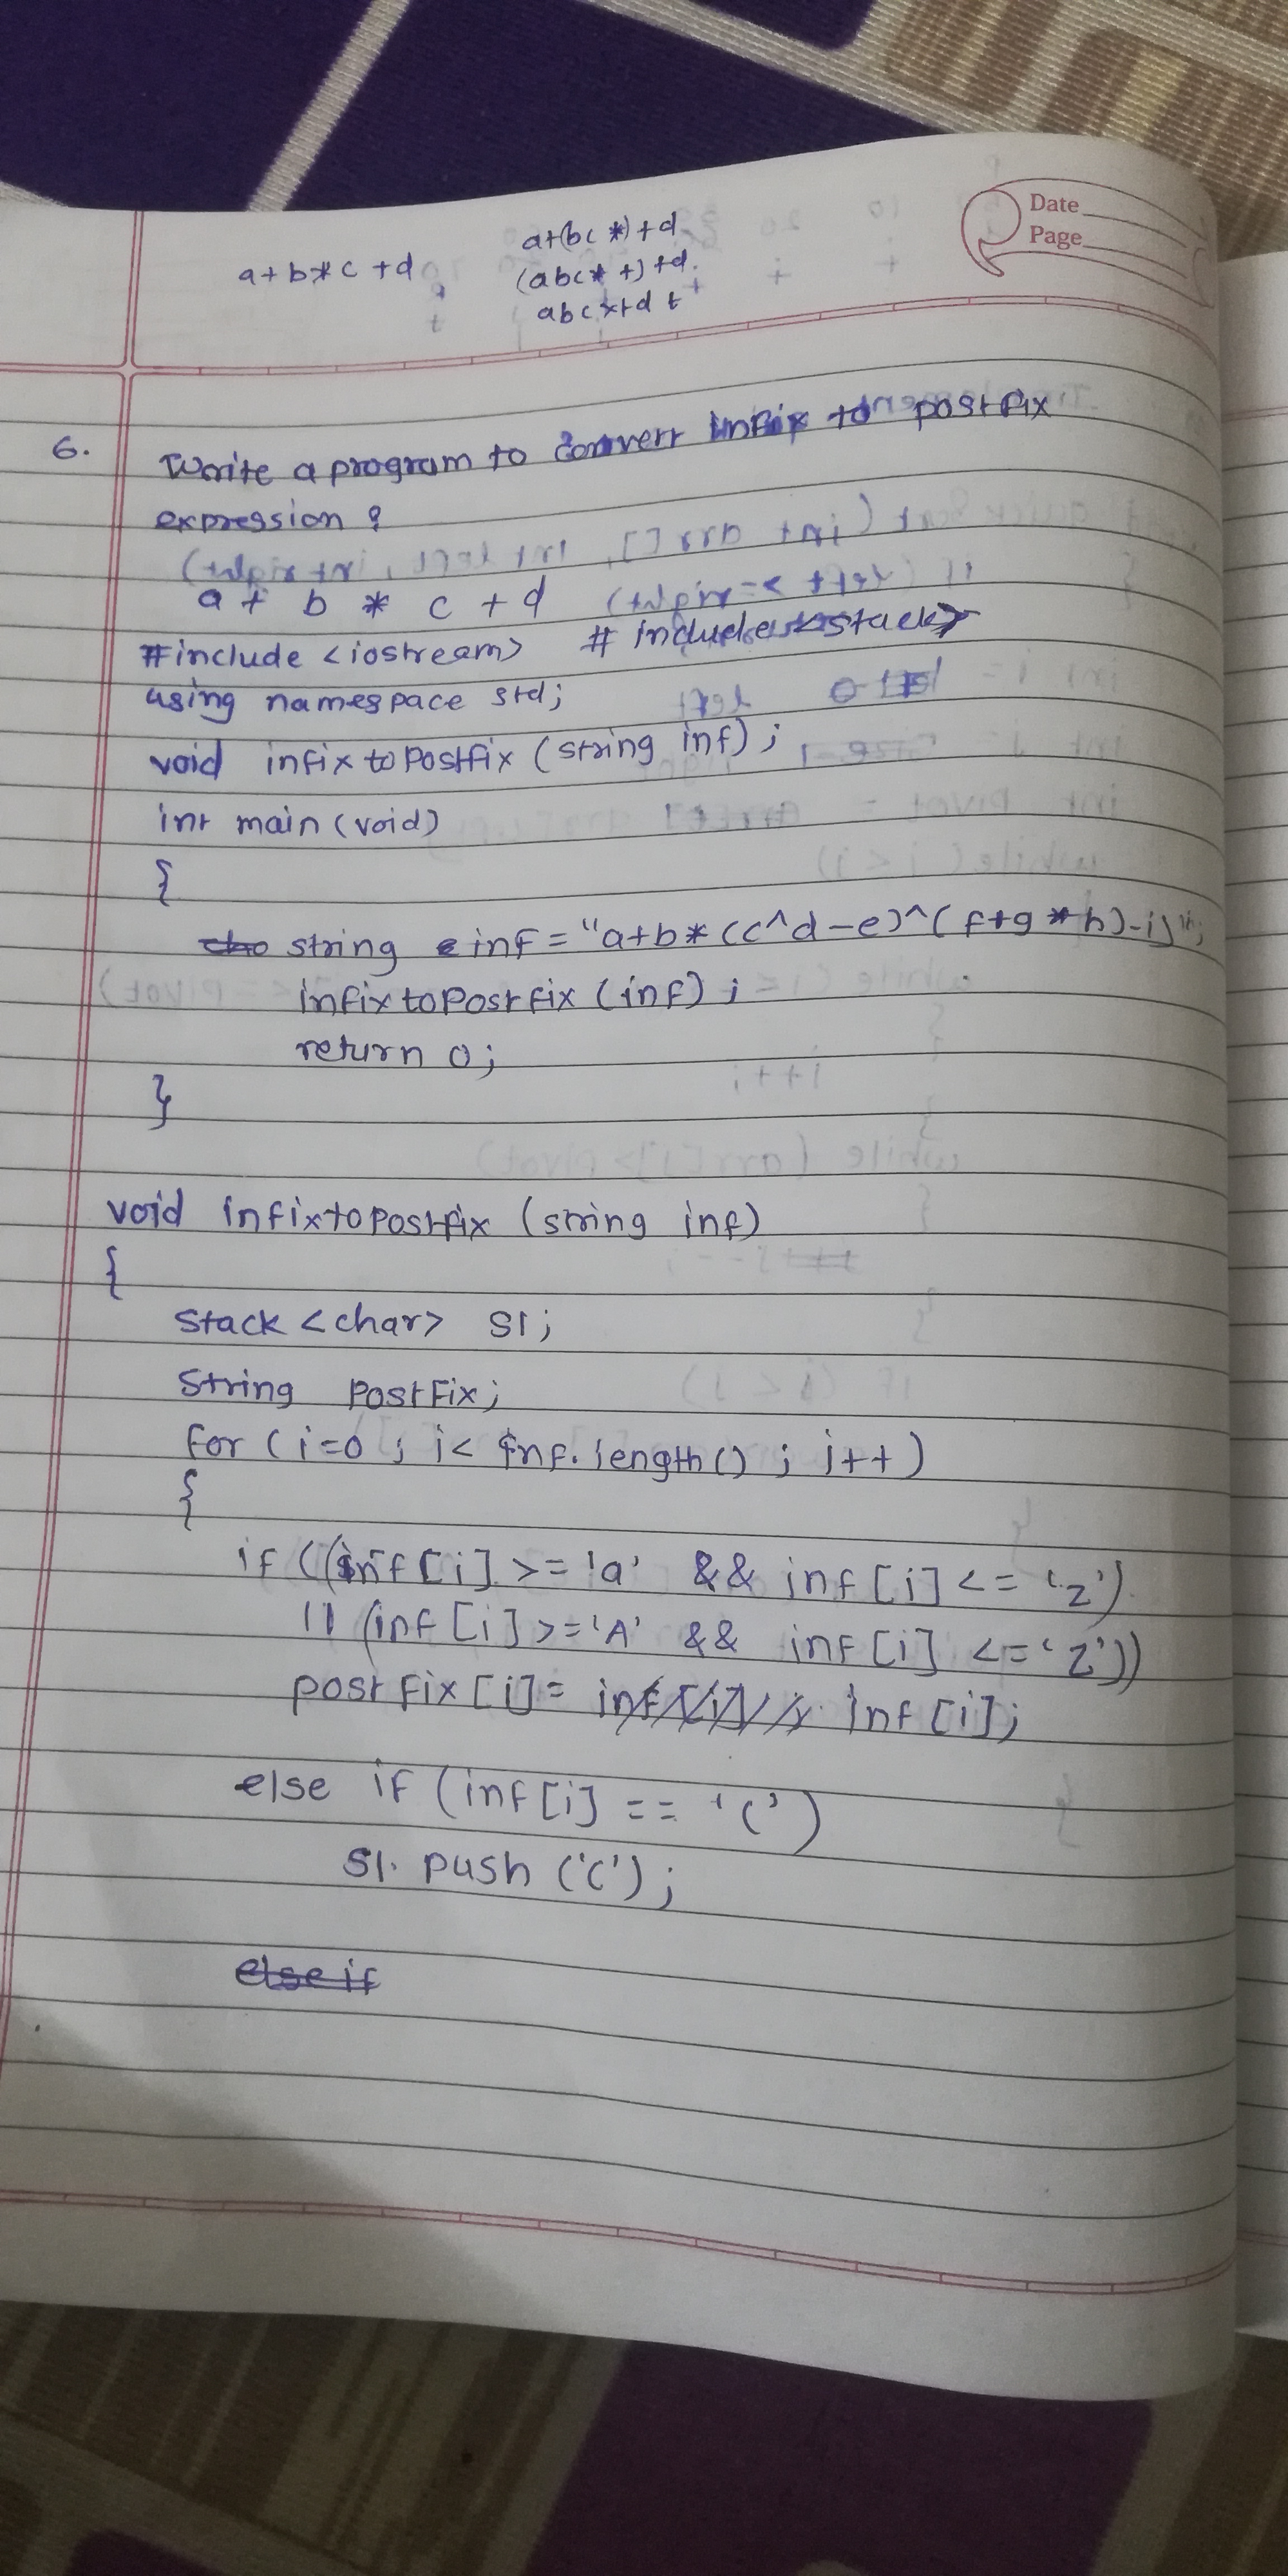 Date
Page
a+b*c+d
a+(bc*)+d
(abc*+)+d.
abc*+d+
6. Write a program to convert infix to postfix
expression?
a + b * c + d
#include <iostream> #include <stack>
using namespace std;
void infixtoPostfix (string inf);
int main (void)
{
string inf = "a+b*(c^d-e)^(f+g*h)-i)";
infixtoPostfix (inf);
return 0;
}
void infixtoPostfix (string inf)
{
Stack <char> S1;
String PostFix;
for (i=0; i< inf.length(); i++)
{
if ((inf[i] >= 'a' && inf[i] <= 'z')
|| (inf[i] >= 'A' && inf[i] <= 'Z'))
postfix[i] = inf[i];
else if (inf[i] == '(')
S1.push ('(');
else if